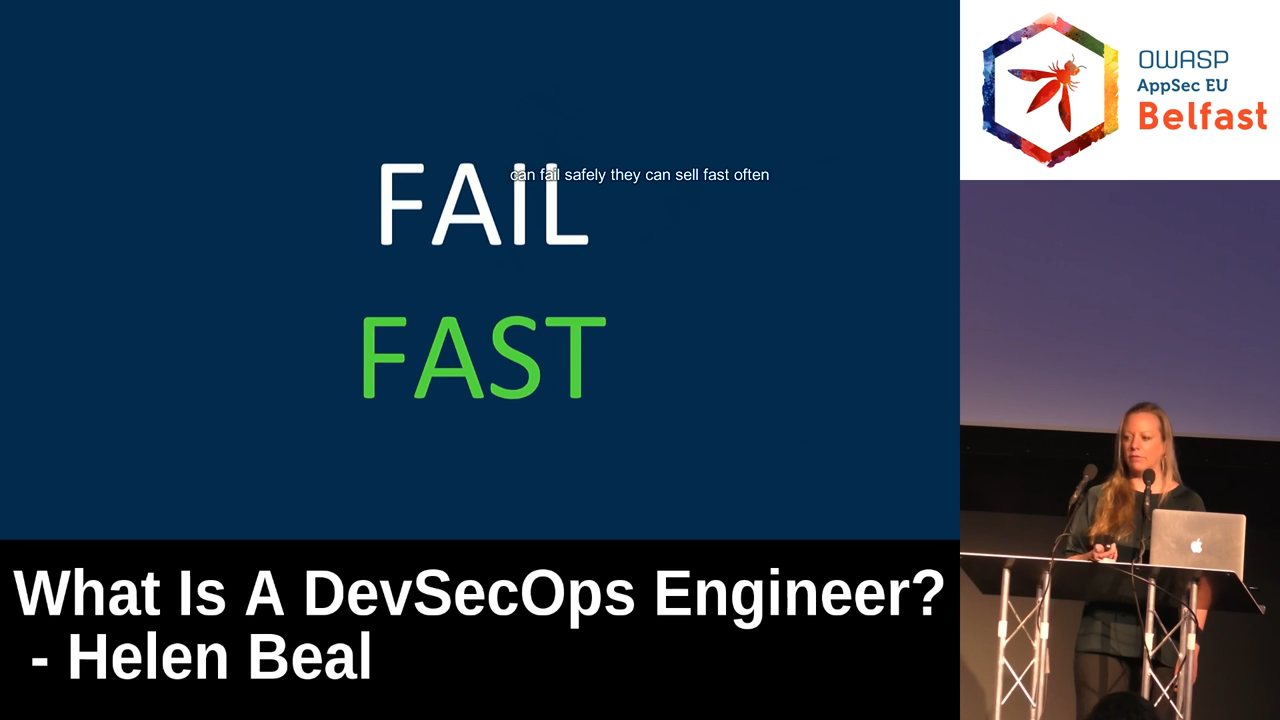 FAIL
can fail safely they can sell fast often
FAST
OWASP
AppSec EU
Belfast
What Is A DevSecOps Engineer?
- Helen Beal